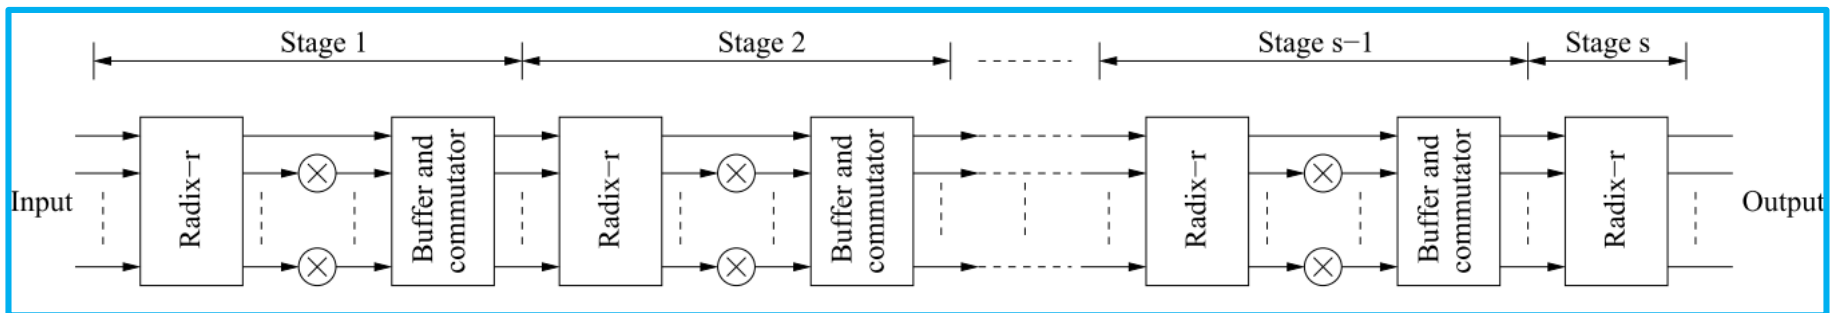 Stage 1
Stage 2
Stage s−1
Stage s
Input
Radix−r
Buffer and
commutator
Radix−r
Buffer and
commutator
Radix−r
Buffer and
commutator
Radix−r
Output